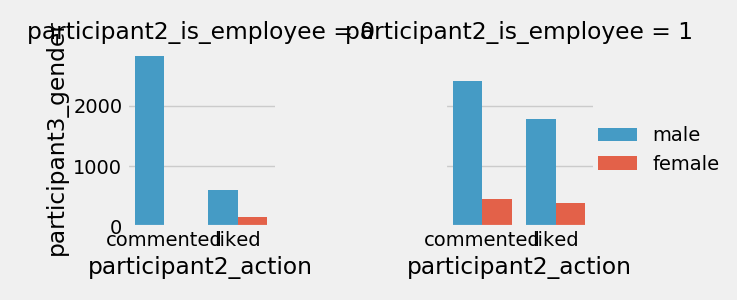 participant2_is_employee = 0
participant2_is_employee = 1
participant3_gender
2000
1000
0
commented
liked
commented
liked
participant2_action
participant2_action
male
female